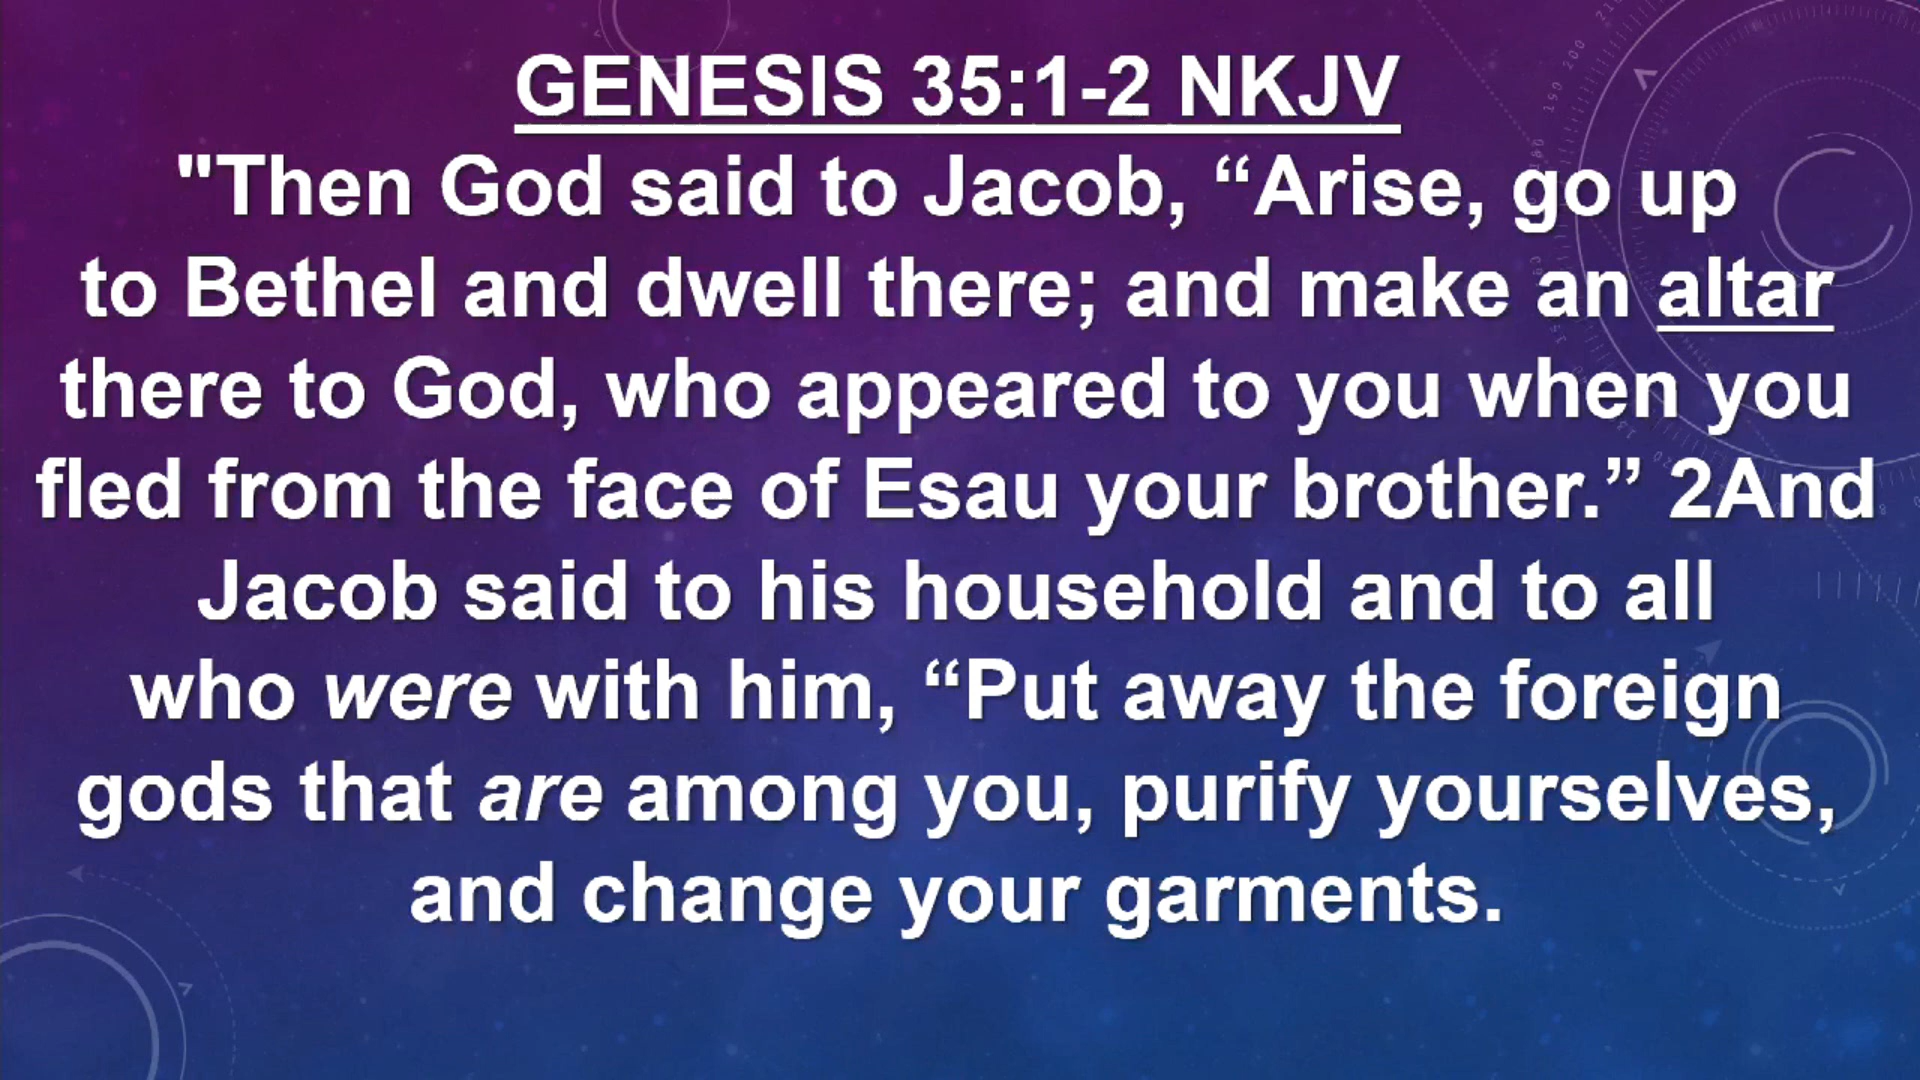 GENESIS 35:1-2 NKJV
"Then God said to Jacob, “Arise, go up
to Bethel and dwell there; and make an altar
there to God, who appeared to you when you
fled from the face of Esau your brother.” 2And
Jacob said to his household and to all
who were with him, “Put away the foreign
gods that are among you, purify yourselves,
and change your garments.